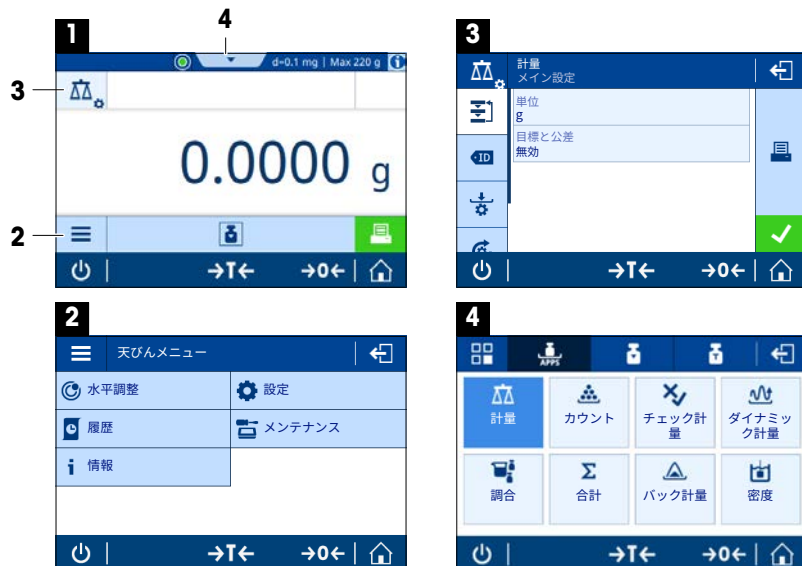 1
4
d=0.1 mg | Max 220 g
3
0.0000 g
2
→T←
→0←
2
天びんメニュー
水平調整
設定
履歴
メンテナンス
情報
→T←
→0←
3
計量
メイン設定
単位
g
目標と公差
無効
ID
→T←
→0←
4
APPS
T
計量
カウント
チェック計
量
ダイナミッ
ク計量
調合
Σ
合計
バック計量
密度
→T←
→0←